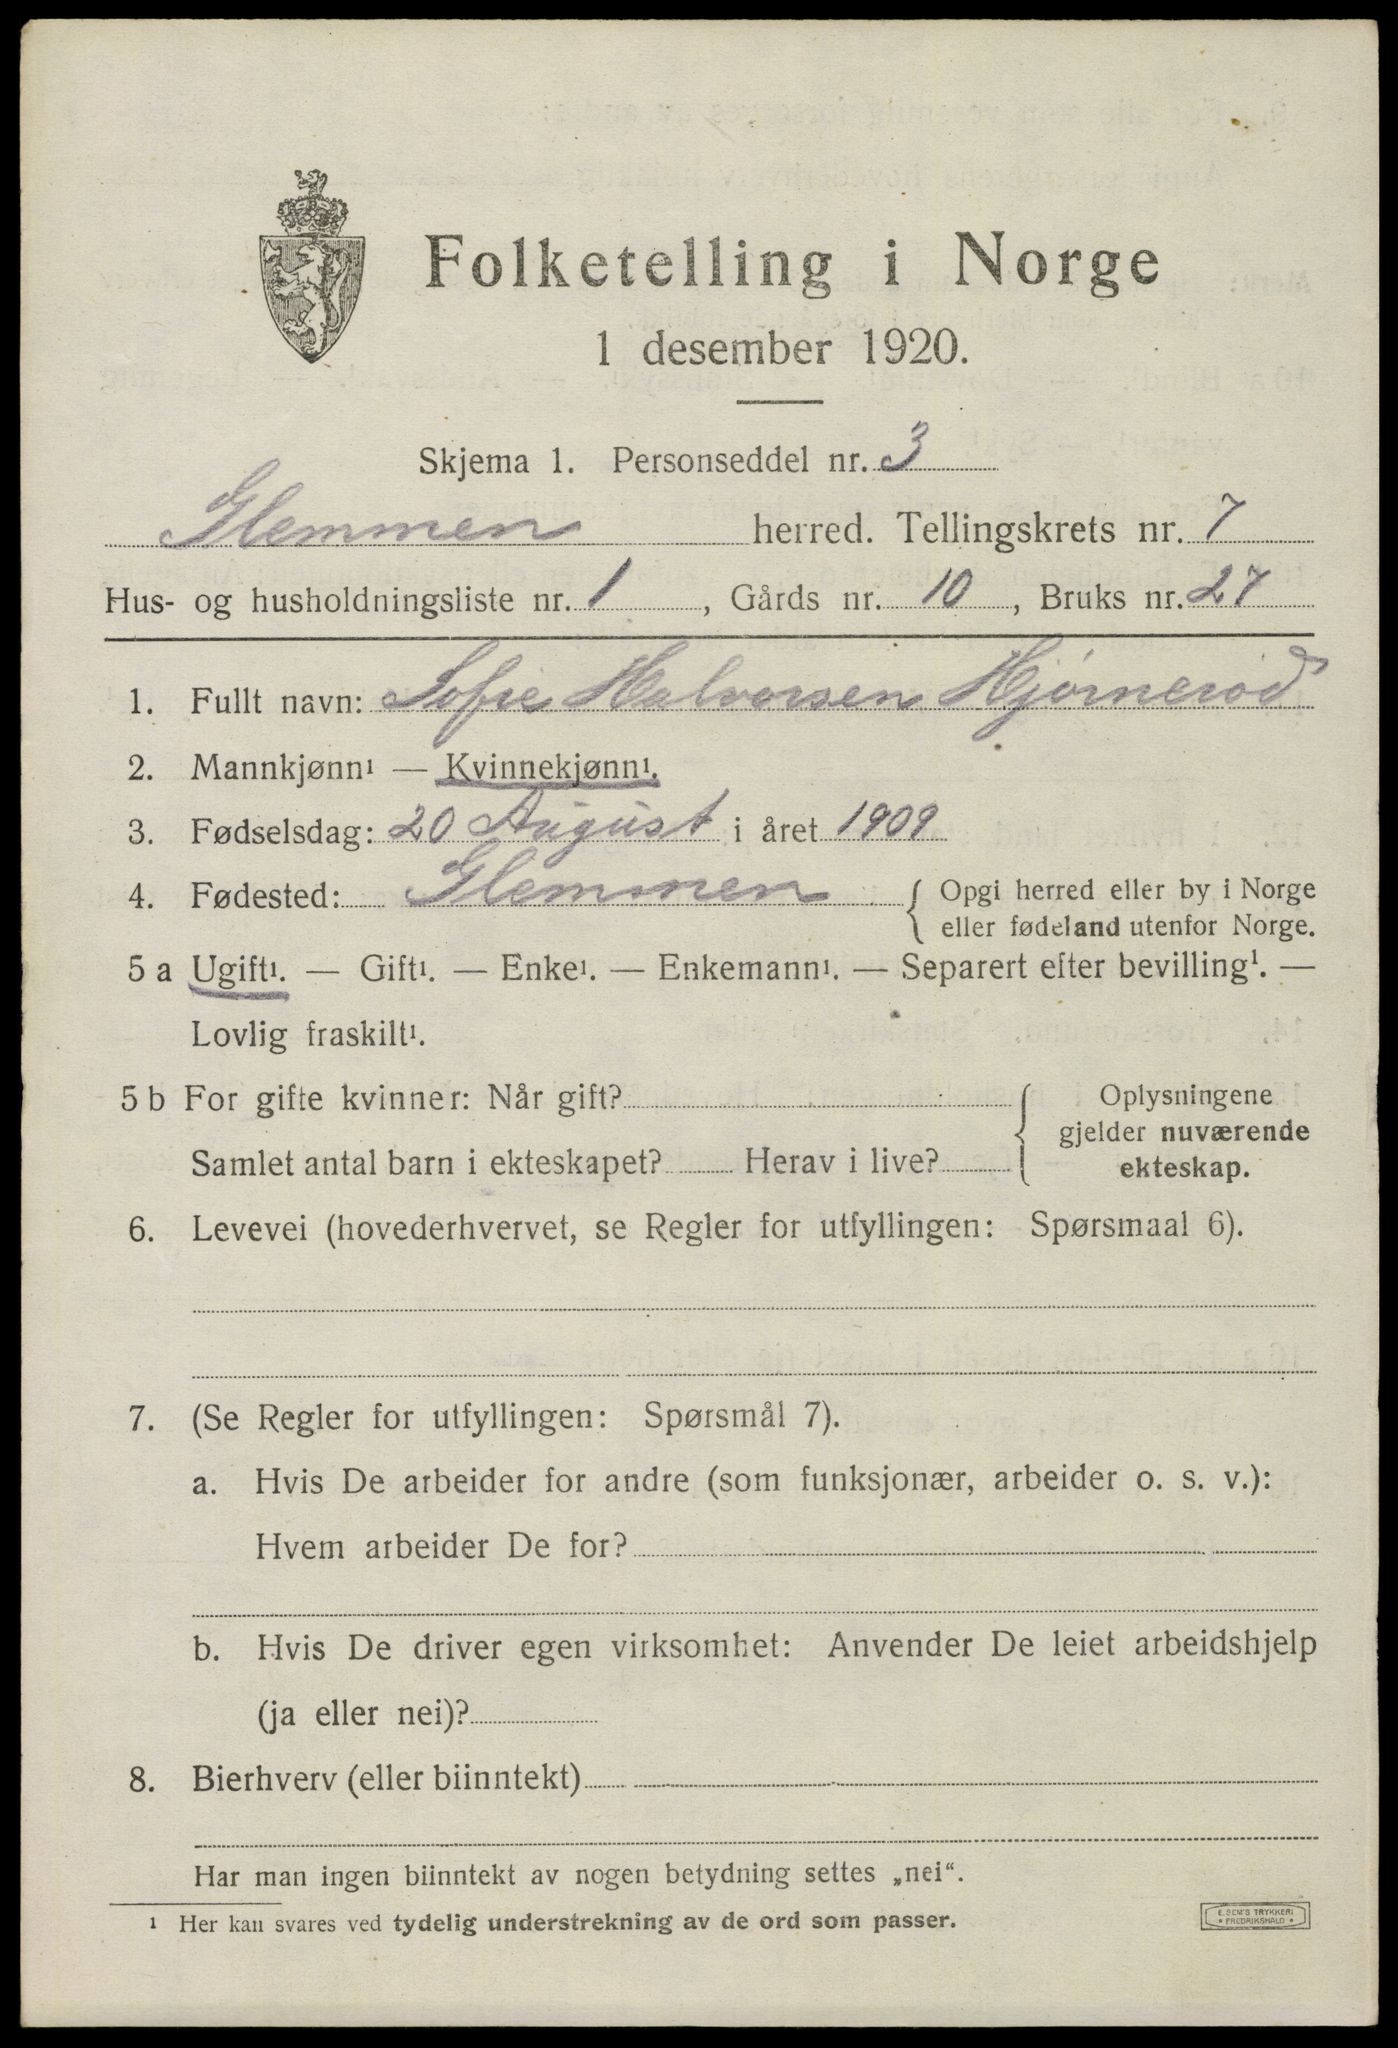 Folketelling i Norge
1 desember 1920.
Skjema 1. Personseddel nr. 3
Glemmen herred. Tellingskrets nr. 7
Hus- og husholdningsliste nr. 1, Gårds nr. 10, Bruks nr. 27
1. Fullt navn: Sofie Halvorsen Hjørnerød
2. Mannkjønn¹ — Kvinnekjønn¹.
3. Fødselsdag: 20 August i året 1909
4. Fødested: Glemmen { Opgi herred eller by i Norge
eller fødeland utenfor Norge.
5 a Ugift¹. — Gift¹. — Enke¹. — Enkemann¹. — Separert efter bevilling¹. —
Lovlig fraskilt¹.
5 b For gifte kvinner: Når gift? { Oplysningene
gjelder nuværende
Samlet antal barn i ekteskapet? Herav i live? ekteskap.
6. Levevei (hovederhvervet, se Regler for utfyllingen: Spørsmaal 6).
7. (Se Regler for utfyllingen: Spørsmål 7).
a. Hvis De arbeider for andre (som funksjonær, arbeider o. s. v.):
Hvem arbeider De for?
b. Hvis De driver egen virksomhet: Anvender De leiet arbeidshjelp
(ja eller nei)?
8. Bierhverv (eller biinntekt)
Har man ingen biinntekt av nogen betydning settes „nei“.
¹ Her kan svares ved tydelig understrekning av de ord som passer.
E. SEM'S TRYKKERI
* FREDRIKSHALD *